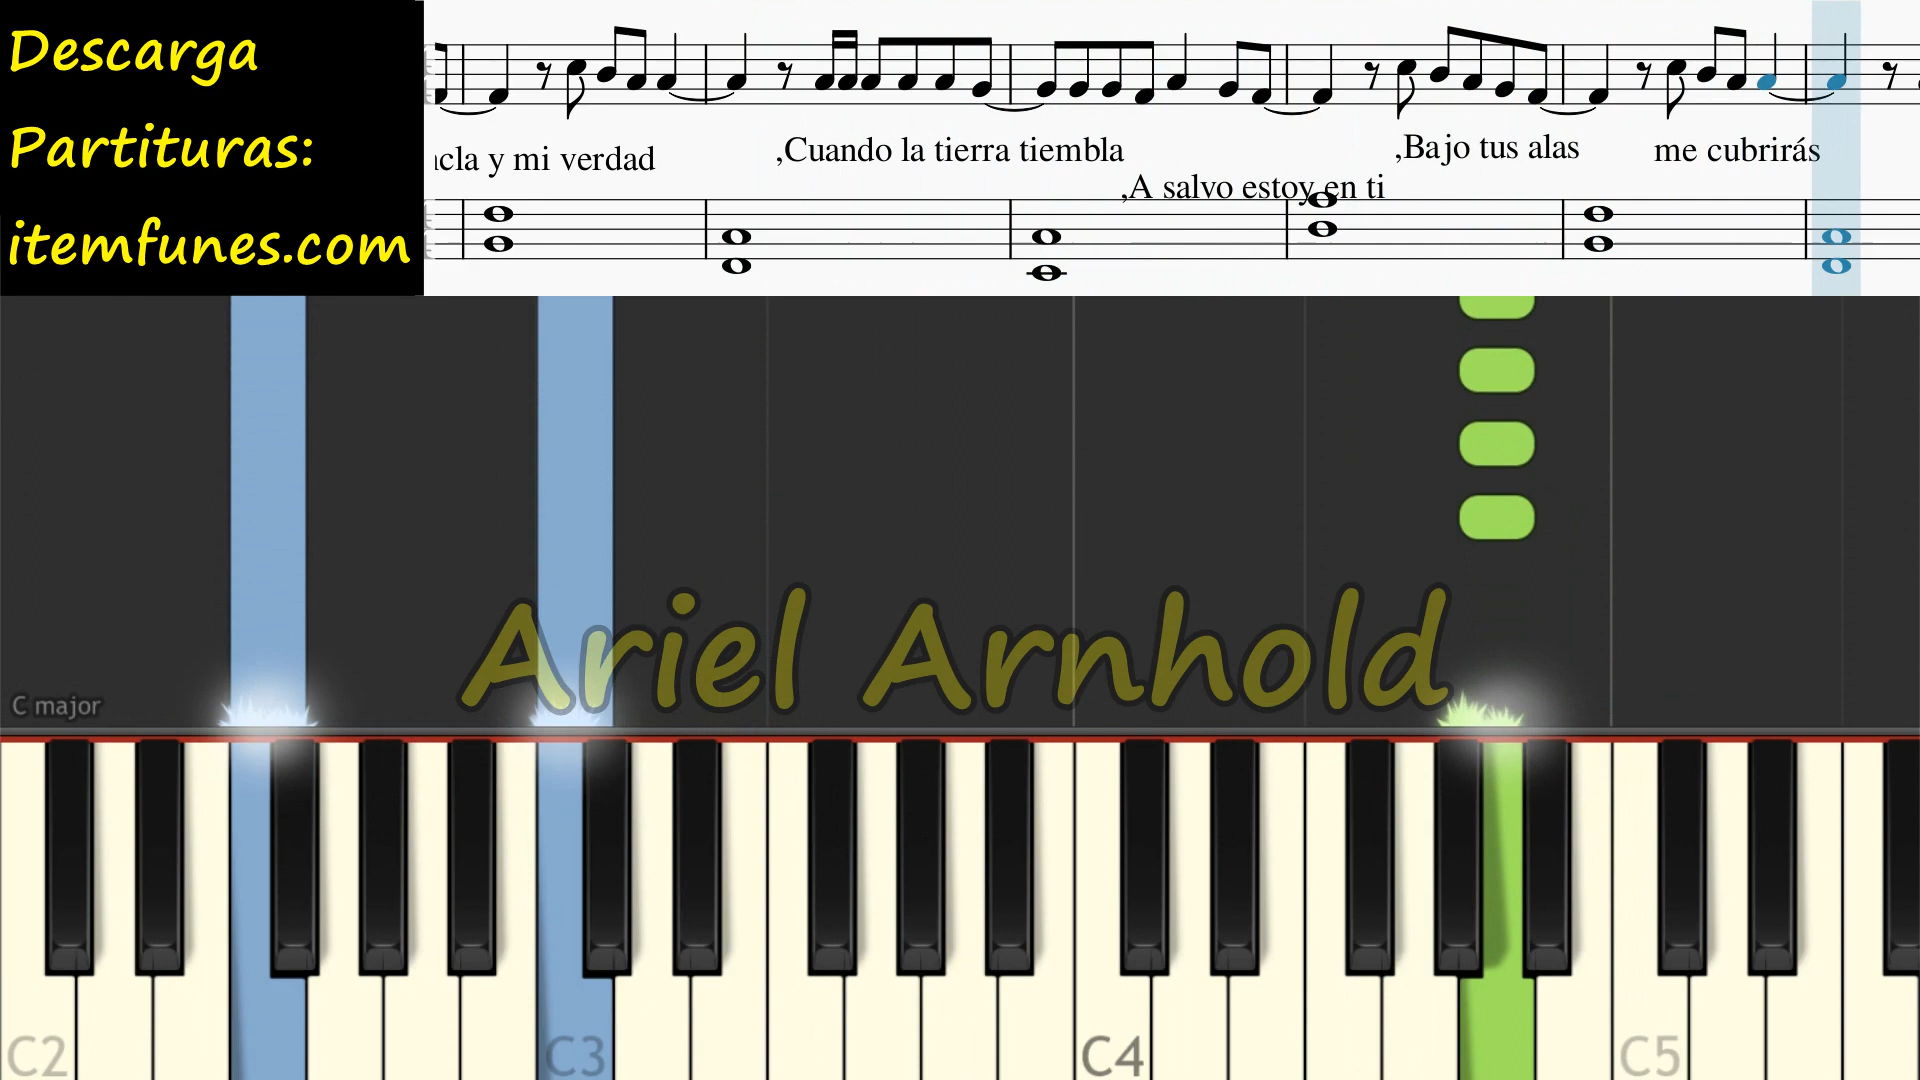 Descarga
Partituras:
itemfunes.com
ncla y mi verdad
,Cuando la tierra tiembla
,A salvo estoy en ti
,Bajo tus alas
me cubrirás
Ariel Arnhold
C major
C2
C3
C4
C5